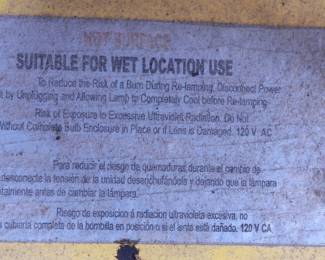 HOT SURFACE
SUITABLE FOR WET LOCATION USE
To Reduce the Risk of a Burn During Re-lamping, Disconnect Power
by Unplugging and Allowing Lamp to Completely Cool before Re-lamping
Risk of Exposure to Excessive Ultraviolet Radiation. Do Not
Without Complete Bulb Enclosure in Place or if Lens is Damaged. 120 V AC
Para reducir el riesgo de quemaduras durante el cambio de
desconecte la tensión de la unidad desenchufándola y dejando que la lámpara
totalmente antes de cambiar la lámpara.
Riesgo de exposición a radiation ultravioleta excesiva, no
cubierta completa de la bombilla en position o si el lente está dañado. 120 V CA